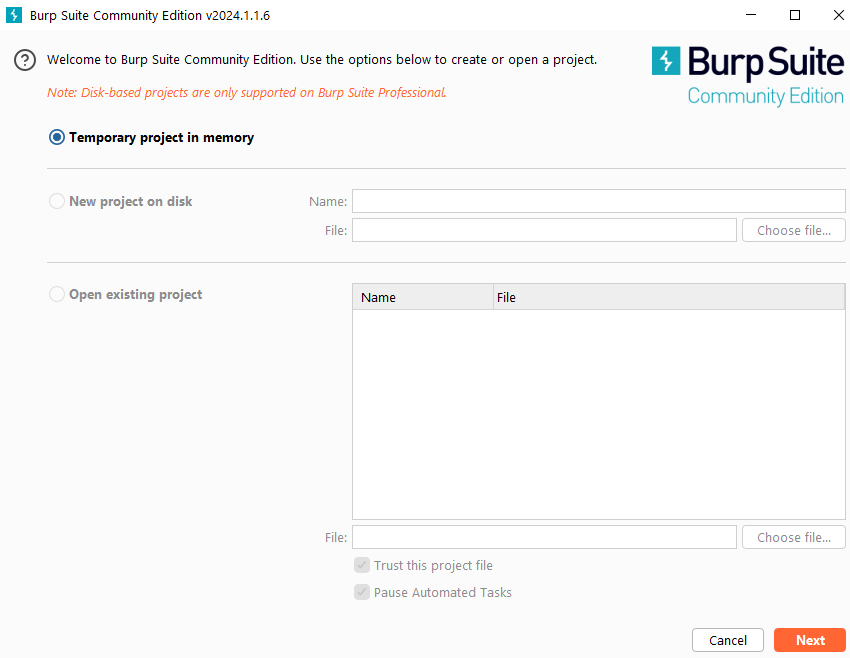 Burp Suite Community Edition v2024.1.1.6
Welcome to Burp Suite Community Edition. Use the options below to create or open a project.
Burp Suite
Community Edition
Note: Disk-based projects are only supported on Burp Suite Professional.
Temporary project in memory
New project on disk
Name:
File:
Choose file...
Open existing project
Name File
File:
Choose file...
Trust this project file
Pause Automated Tasks
Cancel Next